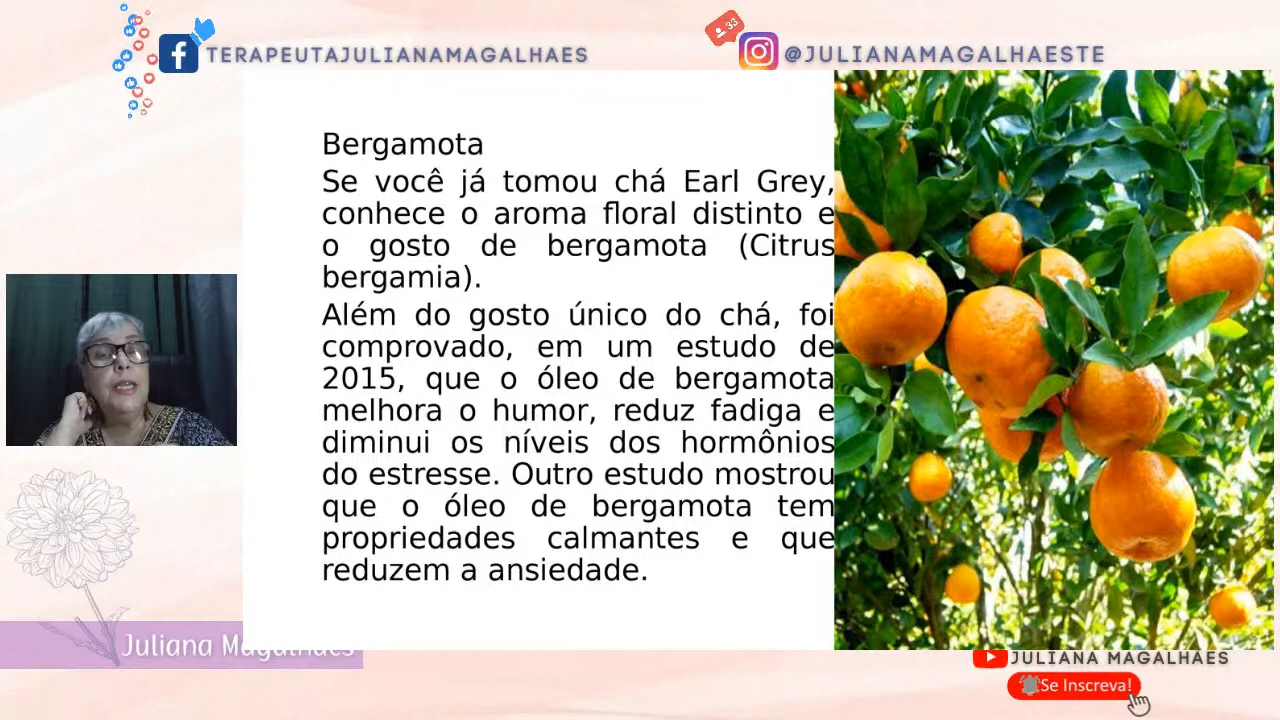 TERAPEUTAJULIANAMAGALHAES
33
@JULIANAMAGALHAESTE
Bergamota
Se você já tomou chá Earl Grey,
conhece o aroma floral distinto e
o gosto de bergamota (Citrus
bergamia).
Além do gosto único do chá, foi
comprovado, em um estudo de
2015, que o óleo de bergamota
melhora o humor, reduz fadiga e
diminui os níveis dos hormônios
do estresse. Outro estudo mostrou
que o óleo de bergamota tem
propriedades calmantes e que
reduzem a ansiedade.
Juliana Magalhaes
JULIANA MAGALHAES
Se Inscreva!